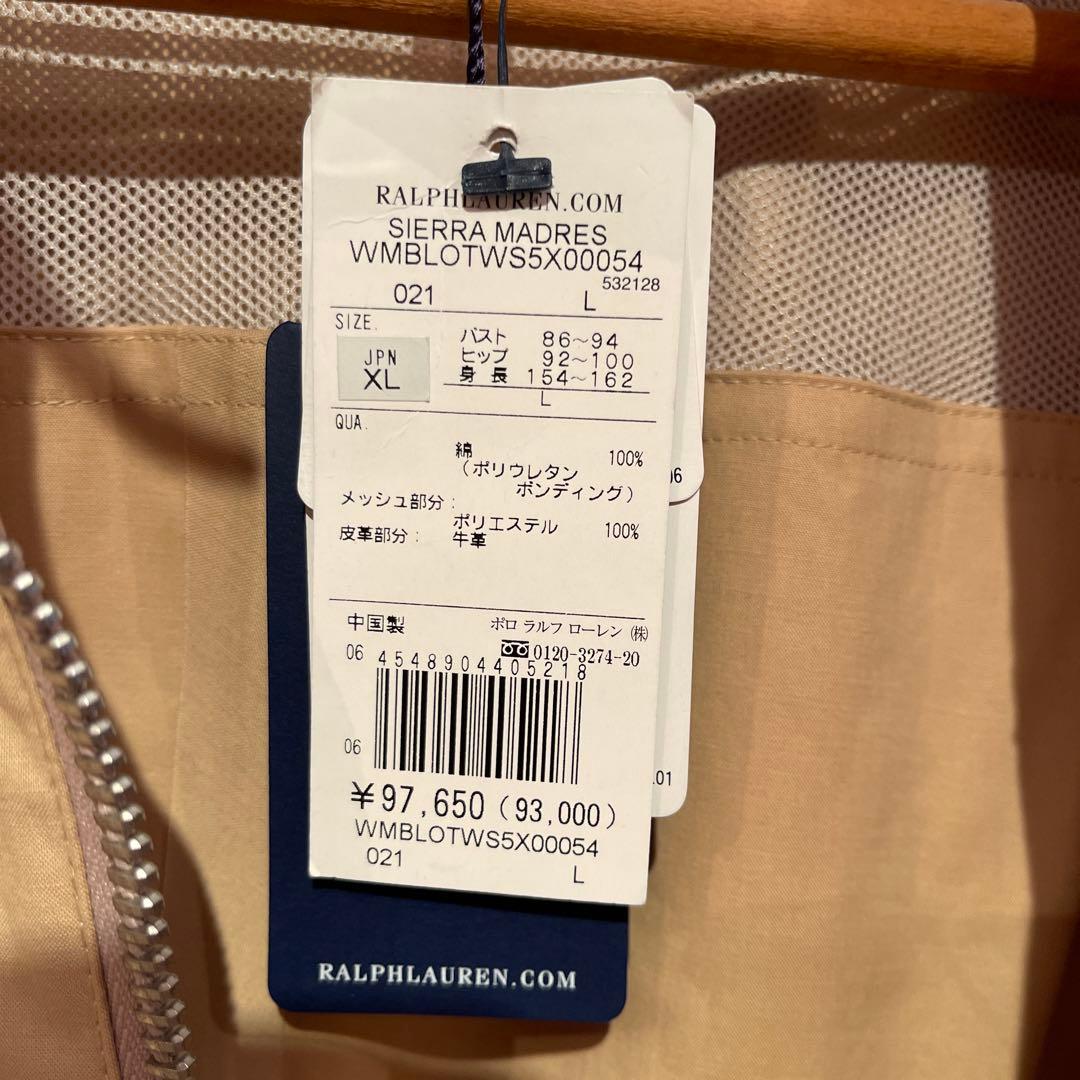 RALPHLAUREN.COM
SIERRA MADRES
WMBLOTWS5X00054
532128
021 L
SIZE.
JPN
XL
バスト 86～94
ヒップ 92～100
身長 154～162
L
QUA.
綿 100%
(ポリウレタン
ボンディング)
メッシュ部分:
ポリエステル 100%
皮革部分: 牛革
中国製 ポロ ラルフ ローレン ㈱
0120-3274-20
06 4548904405218
06
￥97,650 (93,000)
WMBLOTWS5X00054
021 L
06
.01
RALPHLAUREN.COM